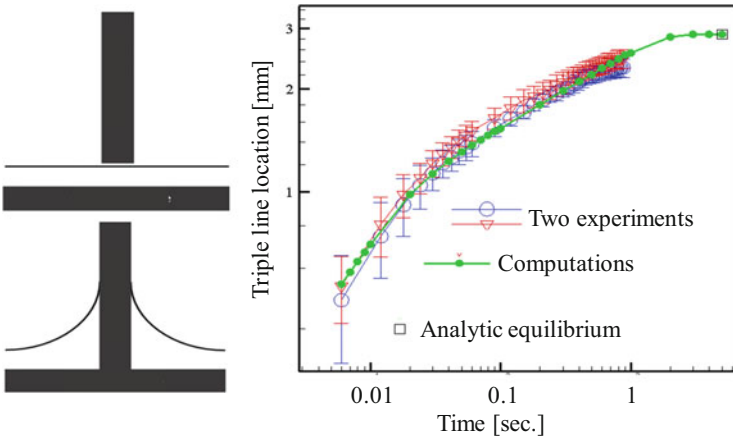 Triple line location [mm]
3
2
1
Two experiments
Computations
Analytic equilibrium
0.01 0.1 1
Time [sec.]